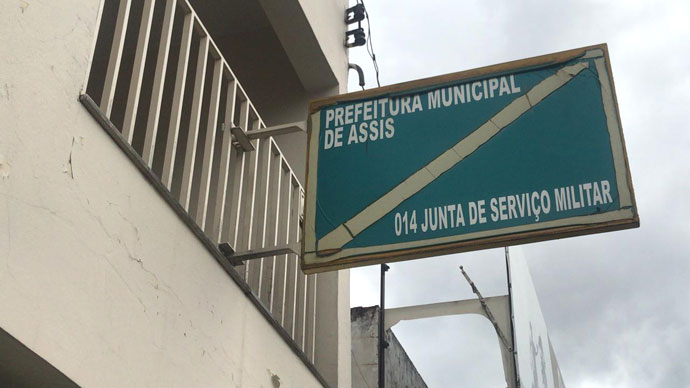 PREFEITURA MUNICIPAL
DE ASSIS
014 JUNTA DE SERVIÇO MILITAR